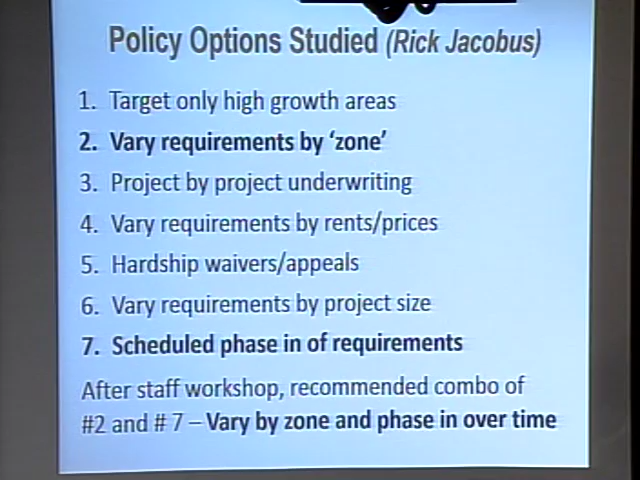 Policy Options Studied (Rick Jacobus)
1. Target only high growth areas
2. Vary requirements by ‘zone’
3. Project by project underwriting
4. Vary requirements by rents/prices
5. Hardship waivers/appeals
6. Vary requirements by project size
7. Scheduled phase in of requirements
After staff workshop, recommended combo of
#2 and # 7 – Vary by zone and phase in over time